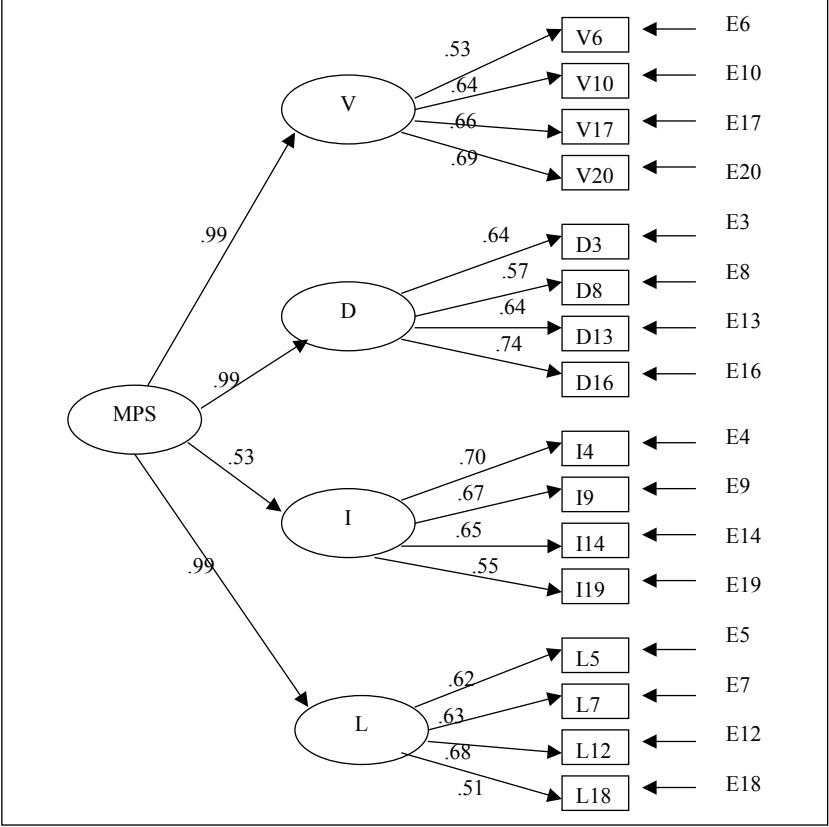 V
.53
V6
E6
.64
V10
E10
.66
V17
E17
.69
V20
E20
.99
D
.64
D3
E3
.57
D8
E8
.64
D13
E13
.74
D16
E16
.99
MPS
.53
I
.70
I4
E4
.67
I9
E9
.65
I14
E14
.55
I19
E19
.99
L
.62
L5
E5
.63
L7
E7
.68
L12
E12
.51
L18
E18